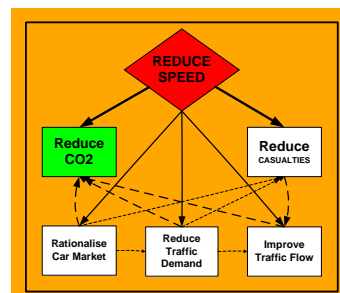 REDUCE
SPEED
Reduce
CO2
Reduce
CASUALTIES
Rationalise
Car Market
Reduce
Traffic
Demand
Improve
Traffic Flow